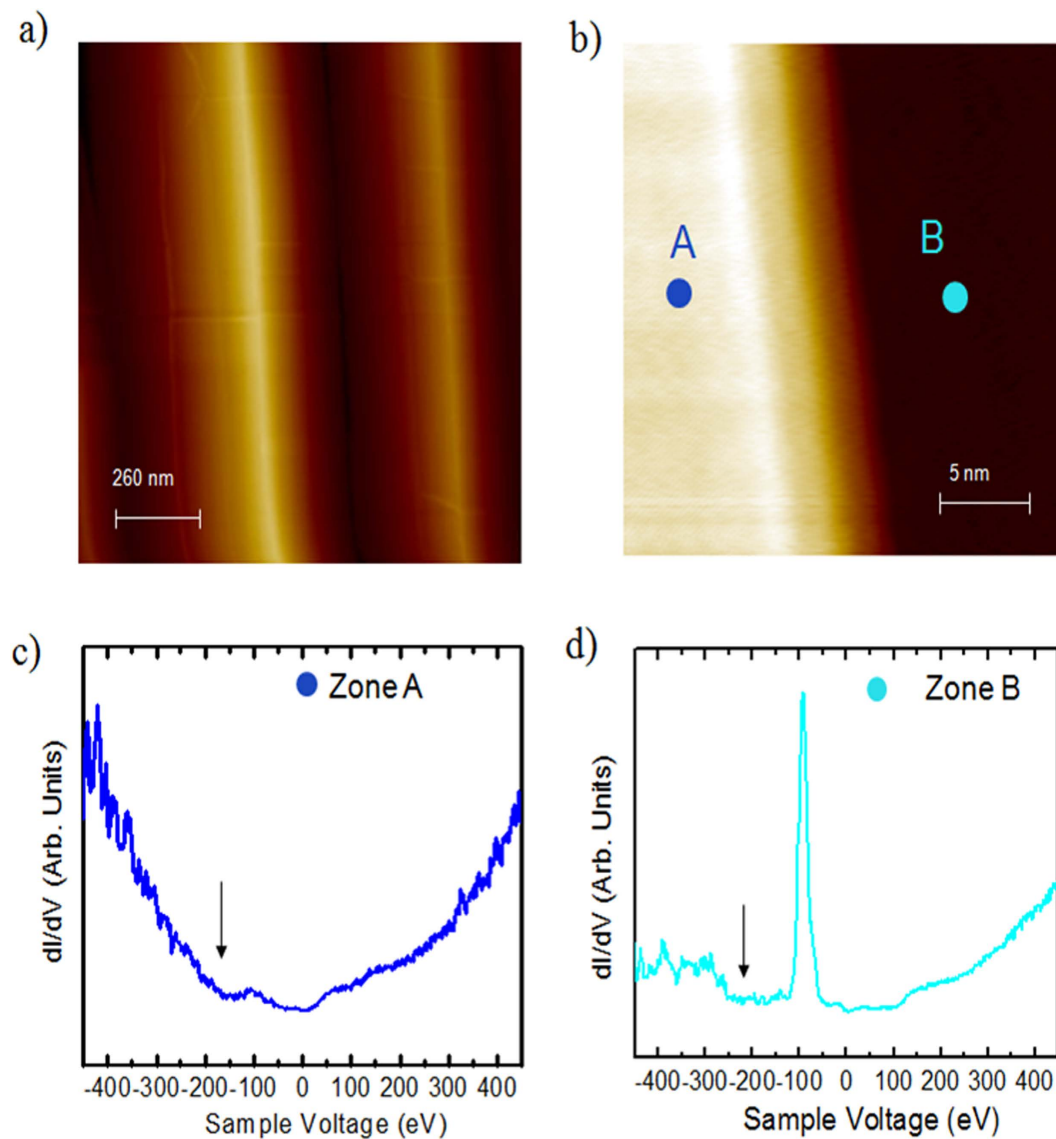 a)
260 nm
b)
A
B
5 nm
c)
Zone A
dI/dV (Arb. Units)
-400-300-200-100 0 100 200 300 400
Sample Voltage (eV)
d)
Zone B
dI/dV (Arb. Units)
-400-300-200-100 0 100 200 300 400
Sample Voltage (eV)